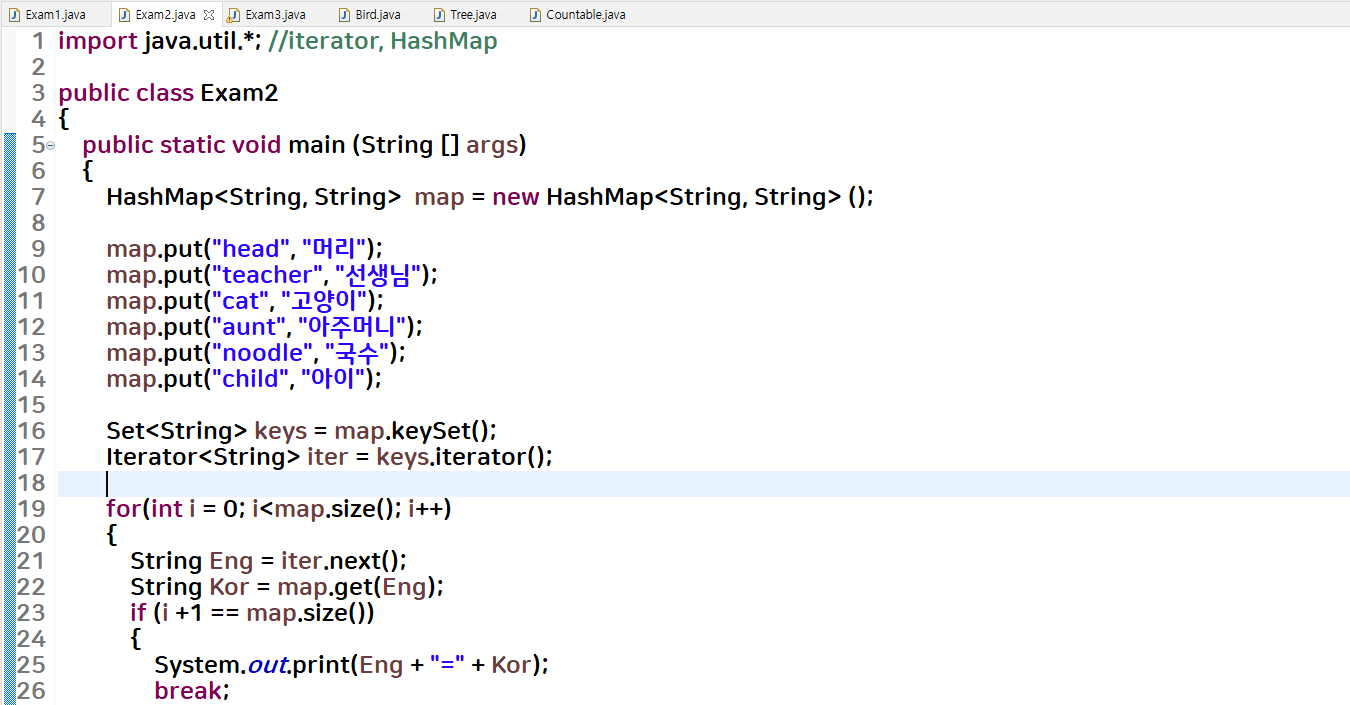 Exam1.java Exam2.java Exam3.java Bird.java Tree.java Countable.java
1 import java.util.*; //iterator, HashMap
2
3 public class Exam2
4 {
5 public static void main (String [] args)
6 {
7 HashMap<String, String> map = new HashMap<String, String> ();
8
9 map.put("head", "머리");
10 map.put("teacher", "선생님");
11 map.put("cat", "고양이");
12 map.put("aunt", "아주머니");
13 map.put("noodle", "국수");
14 map.put("child", "아이");
15
16 Set<String> keys = map.keySet();
17 Iterator<String> iter = keys.iterator();
18
19 for(int i = 0; i<map.size(); i++)
20 {
21 String Eng = iter.next();
22 String Kor = map.get(Eng);
23 if (i +1 == map.size())
24 {
25 System.out.print(Eng + "=" + Kor);
26 break;